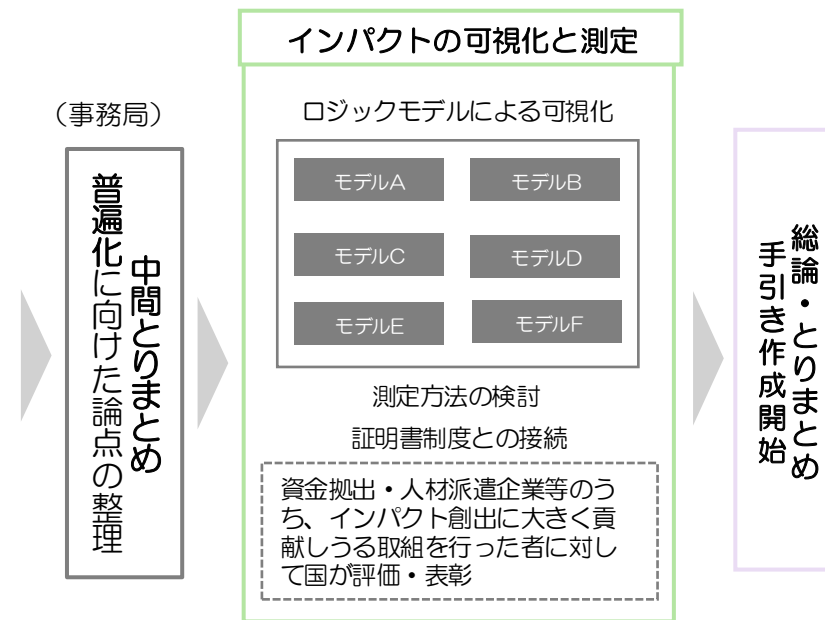 （事務局）
中間とりまとめ
普遍化に向けた論点の整理
インパクトの可視化と測定
ロジックモデルによる可視化
モデルA
モデルB
モデルC
モデルD
モデルE
モデルF
測定方法の検討
証明書制度との接続
資金拠出・人材派遣企業等のう
ち、インパクト創出に大きく貢
献しうる取組を行った者に対し
て国が評価・表彰
総論・とりまとめ
手引き作成開始